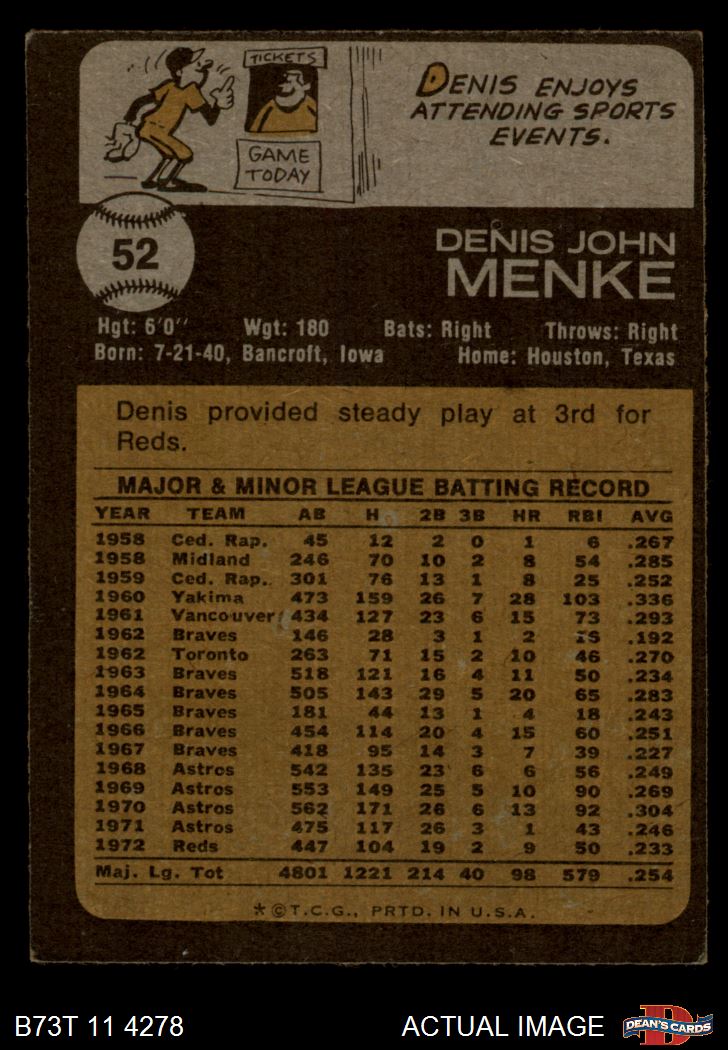 TICKETS
GAME
TODAY
DENIS ENJOYS
ATTENDING SPORTS
EVENTS.
52
DENIS JOHN
MENKE
Hgt: 6'0" Wgt: 180 Bats: Right Throws: Right
Born: 7-21-40, Bancroft, Iowa Home: Houston, Texas
Denis provided steady play at 3rd for
Reds.
MAJOR & MINOR LEAGUE BATTING RECORD
YEAR TEAM AB H 2B 3B HR RBI AVG
1958 Ced. Rap. 45 12 2 0 1 6 .267
1958 Midland 246 70 10 2 8 54 .285
1959 Ced. Rap. 301 76 13 1 8 25 .252
1960 Yakima 473 159 26 7 28 103 .336
1961 Vancouver 434 127 23 6 15 73 .293
1962 Braves 146 28 3 1 2 .192
1962 Toronto 263 71 15 2 10 46 .270
1963 Braves 518 121 16 4 11 50 .234
1964 Braves 505 143 29 5 20 65 .283
1965 Braves 181 44 13 1 4 18 .243
1966 Braves 454 114 20 4 15 60 .251
1967 Braves 418 95 14 3 7 39 .227
1968 Astros 542 135 23 6 6 56 .249
1969 Astros 553 149 25 5 10 90 .269
1970 Astros 562 171 26 6 13 92 .304
1971 Astros 475 117 26 3 1 43 .246
1972 Reds 447 104 19 2 9 50 .233
Maj. Lg. Tot 4801 1221 214 40 98 579 .254
*©T.C.G., PRTD. IN U.S.A.
B73T 11 4278 ACTUAL IMAGE
D
DEAN'S CARDS